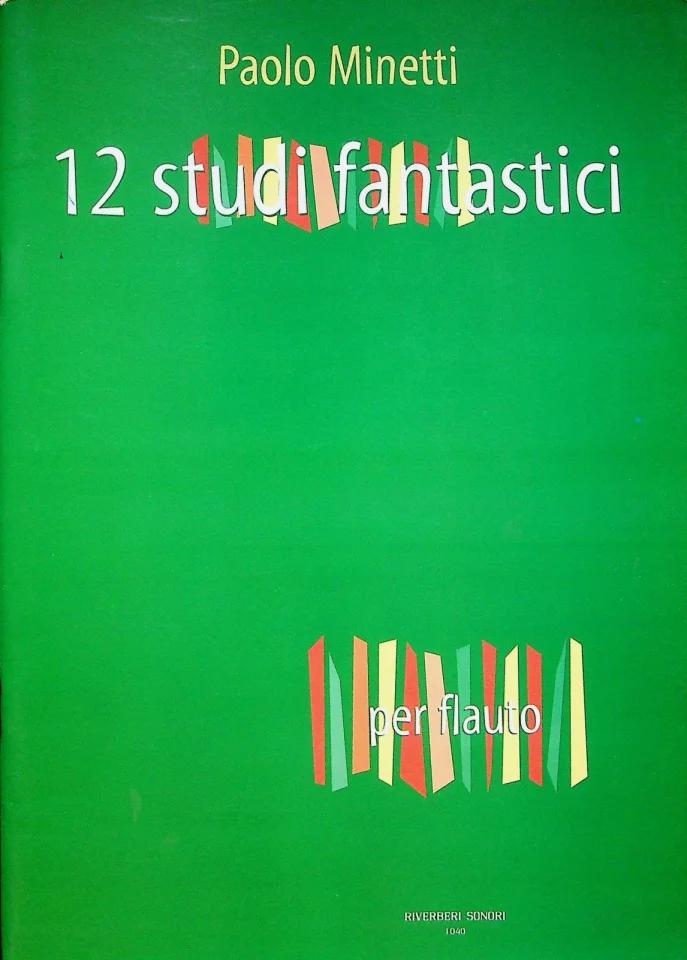 Paolo Minetti
12 studi fantastici
per flauto
RIVERBERI SONORI
1040